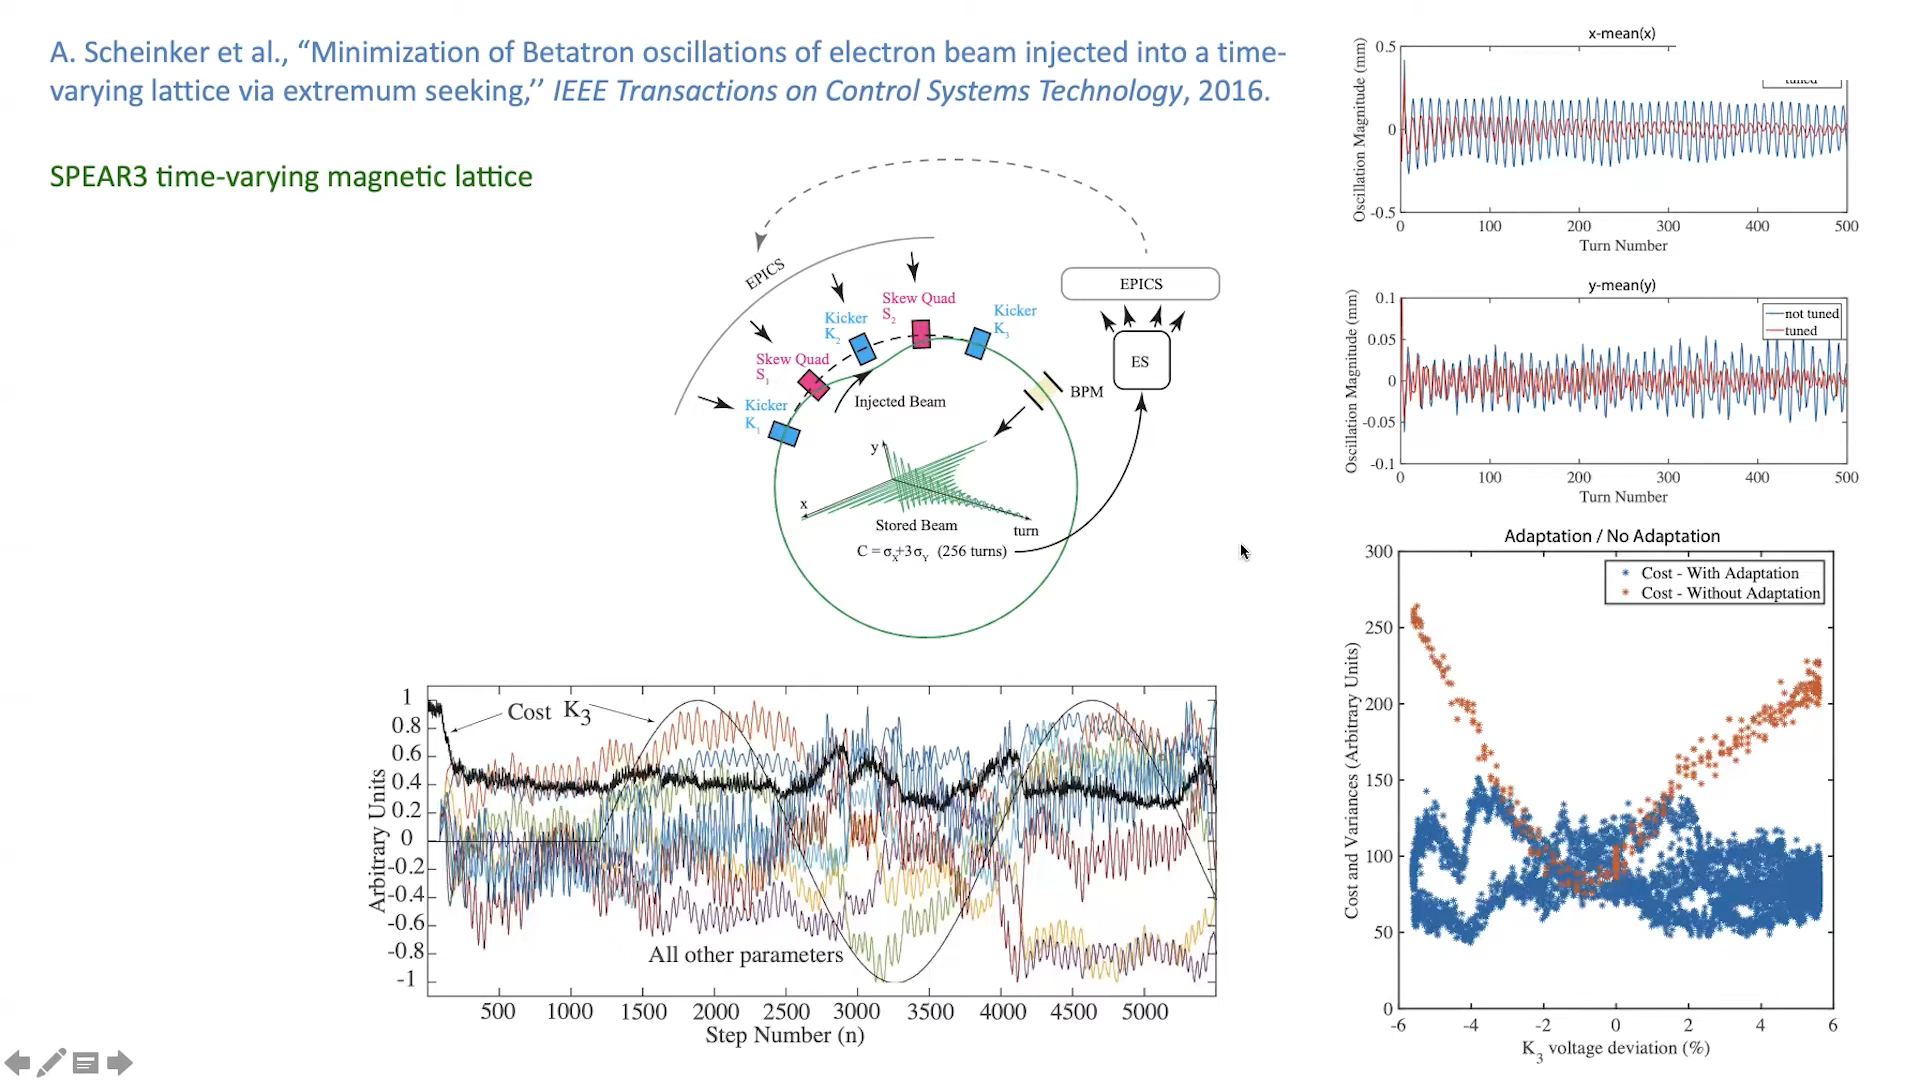 A. Scheinker et al., “Minimization of Betatron oscillations of electron beam injected into a time-
varying lattice via extremum seeking,’’ IEEE Transactions on Control Systems Technology, 2016.
SPEAR3 time-varying magnetic lattice
EPICS
Skew Quad
S2
Kicker
K3
Kicker
K2
Skew Quad
S1
Kicker
K1
Injected Beam
BPM
EPICS
ES
y
x
Stored Beam
turn
C = σX+3σY (256 turns)
x-mean(x)
Oscillation Magnitude (mm)
0.5
0
-0.5
0 100 200 300 400 500
Turn Number
tuned
y-mean(y)
Oscillation Magnitude (mm)
0.1
0.05
0
-0.05
-0.1
not tuned
tuned
0 100 200 300 400 500
Turn Number
Adaptation / No Adaptation
Cost and Variances (Arbitrary Units)
300
250
200
150
100
50
0
Cost - With Adaptation
Cost - Without Adaptation
-6 -4 -2 0 2 4 6
K3 voltage deviation (%)
Arbitrary Units
1
0.8
0.6
0.4
0.2
0
-0.2
-0.4
-0.6
-0.8
-1
Cost K3
All other parameters
500 1000 1500 2000 2500 3000 3500 4000 4500 5000
Step Number (n)